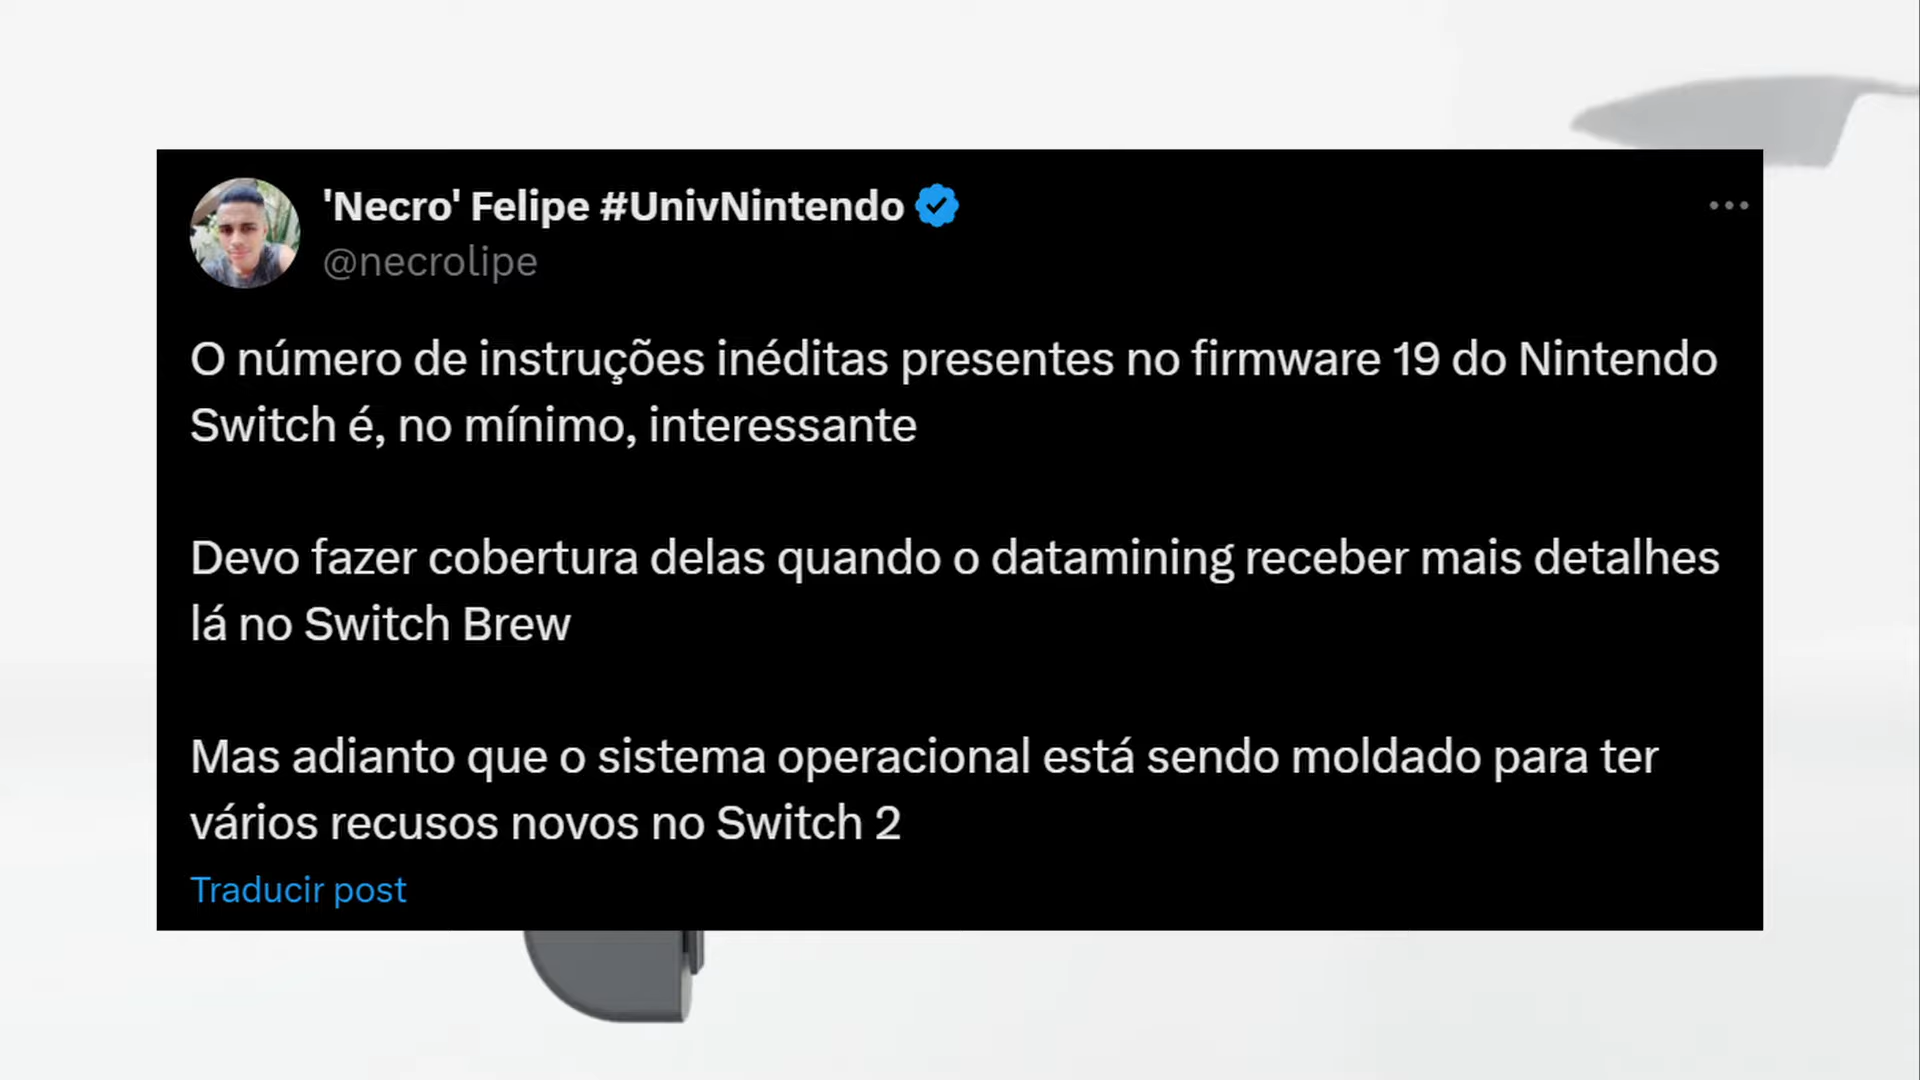 'Necro' Felipe #UnivNintendo
@necrolipe
O número de instruções inéditas presentes no firmware 19 do Nintendo
Switch é, no mínimo, interessante
Devo fazer cobertura delas quando o datamining receber mais detalhes
lá no Switch Brew
Mas adianto que o sistema operacional está sendo moldado para ter
vários recusos novos no Switch 2
Traducir post